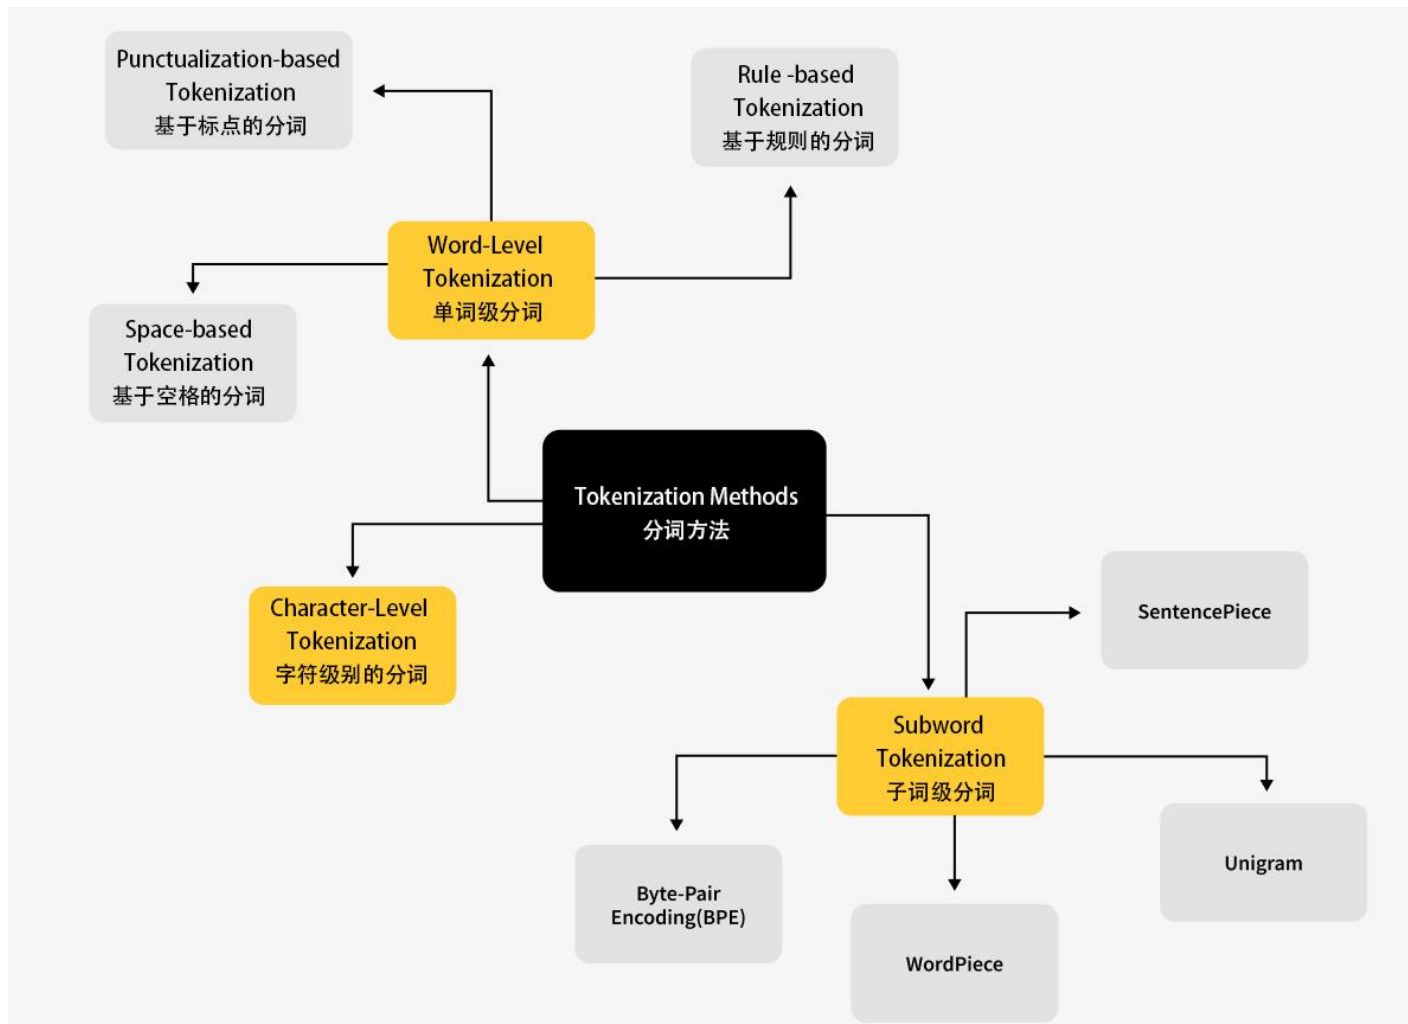 Punctualization-based
Tokenization
基于标点的分词
Rule -based
Tokenization
基于规则的分词
Word-Level
Tokenization
单词级分词
Space-based
Tokenization
基于空格的分词
Tokenization Methods
分词方法
Character-Level
Tokenization
字符级别的分词
SentencePiece
Subword
Tokenization
子词级分词
Unigram
Byte-Pair
Encoding(BPE)
WordPiece